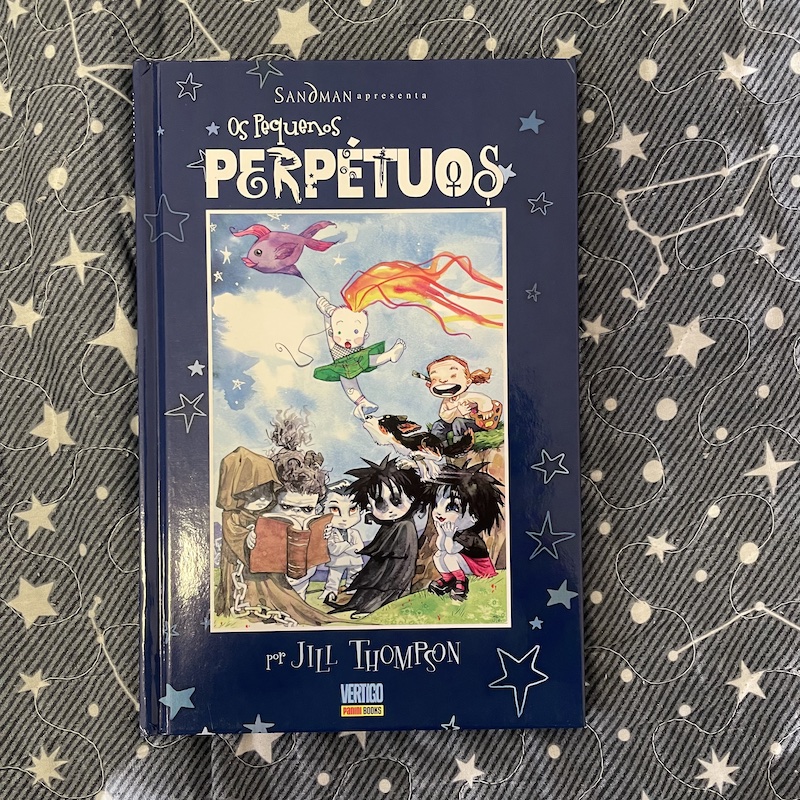 SANDMAN apresenta
Os Pequenos
PERPÉTUOS
por JILL THOMPSON
VERTIGO
PANINI BOOKS